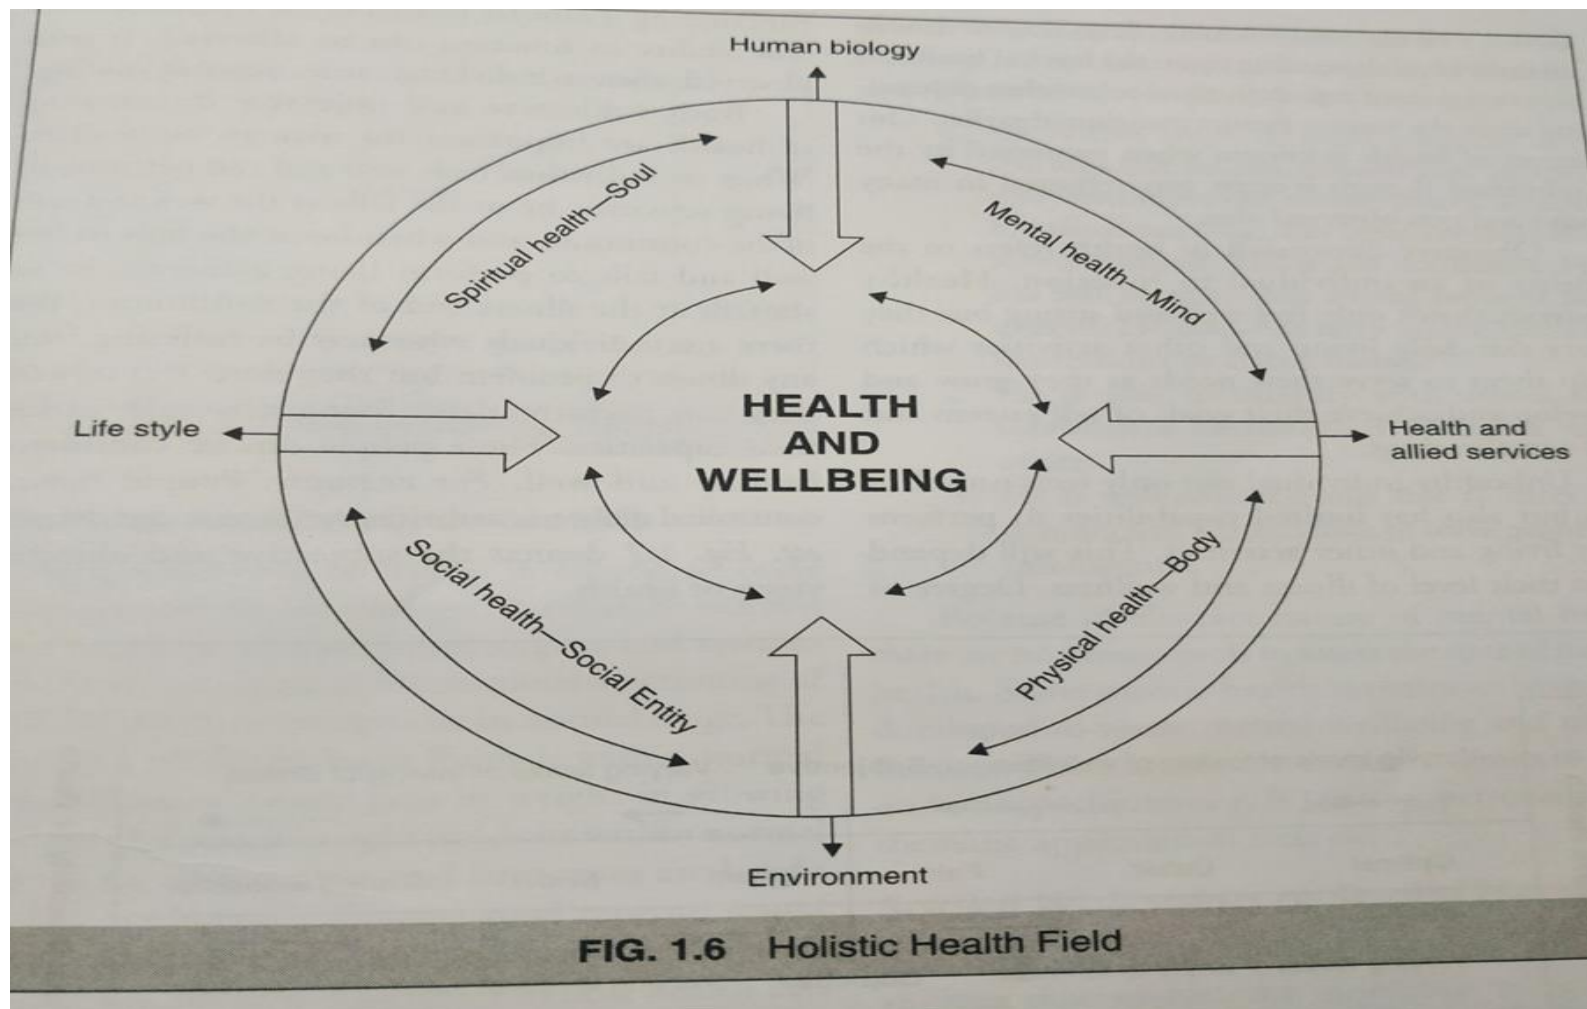 Human biology
Spiritual health—Soul
Mental health—Mind
Life style
HEALTH
AND
WELLBEING
Health and
allied services
Social health—Social Entity
Physical health—Body
Environment
FIG. 1.6 Holistic Health Field